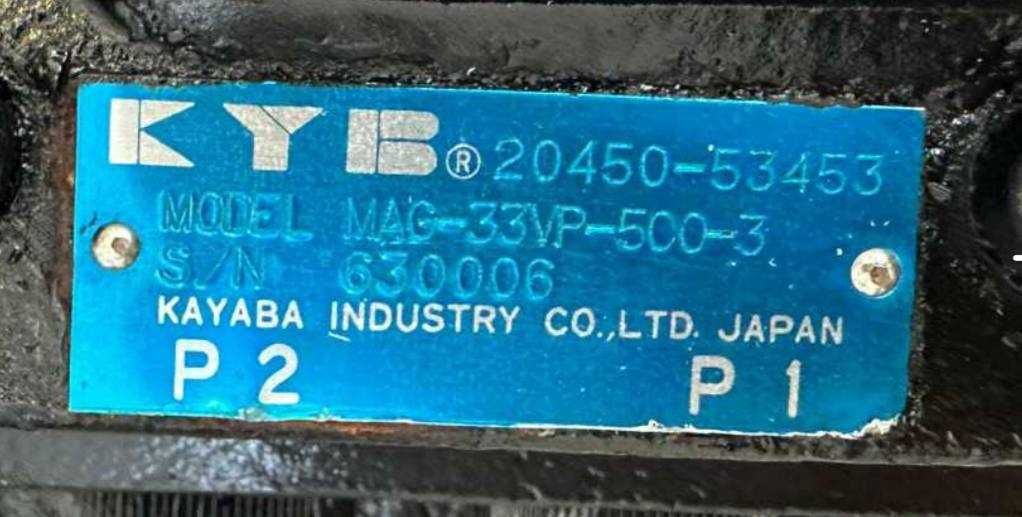 KYB® 20450-53453
MODEL MAG-33VP-500-3
S/N 630006
KAYABA INDUSTRY CO.,LTD. JAPAN
P 2 P 1